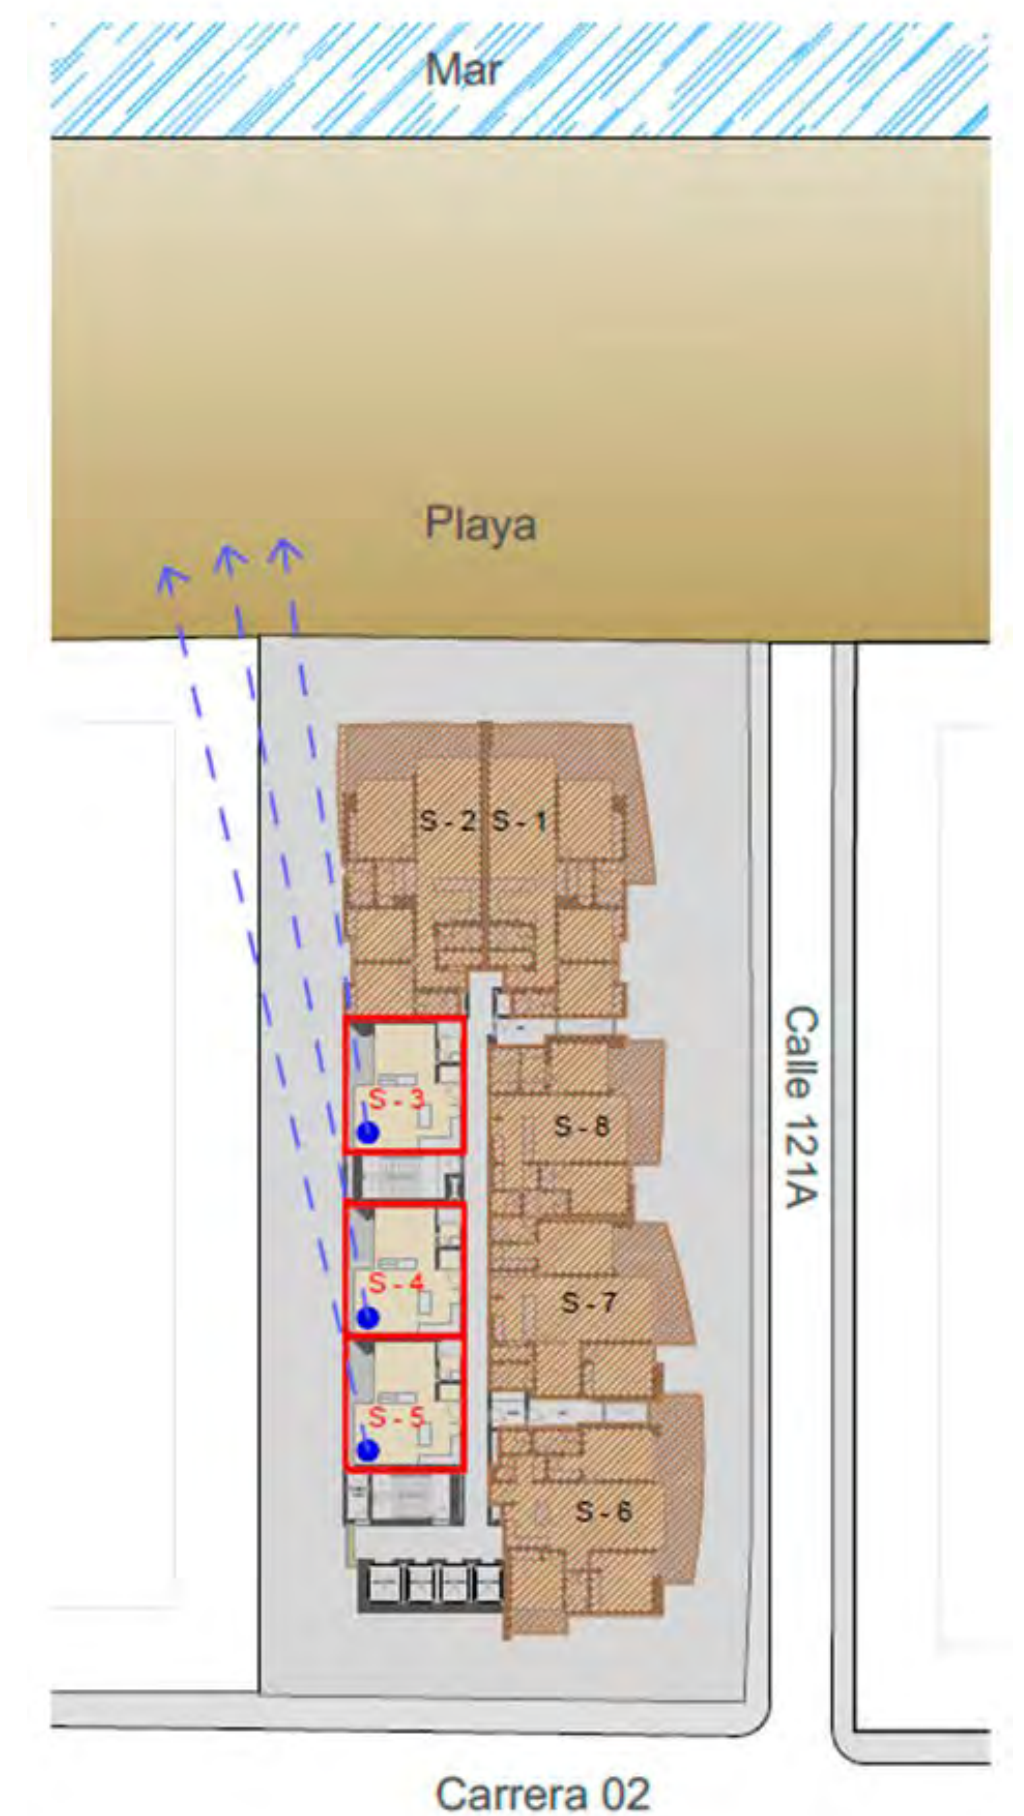 Mar
Playa
S - 2
S - 1
S - 3
S - 8
S - 4
S - 7
S - 5
S - 6
Calle 121A
Carrera 02